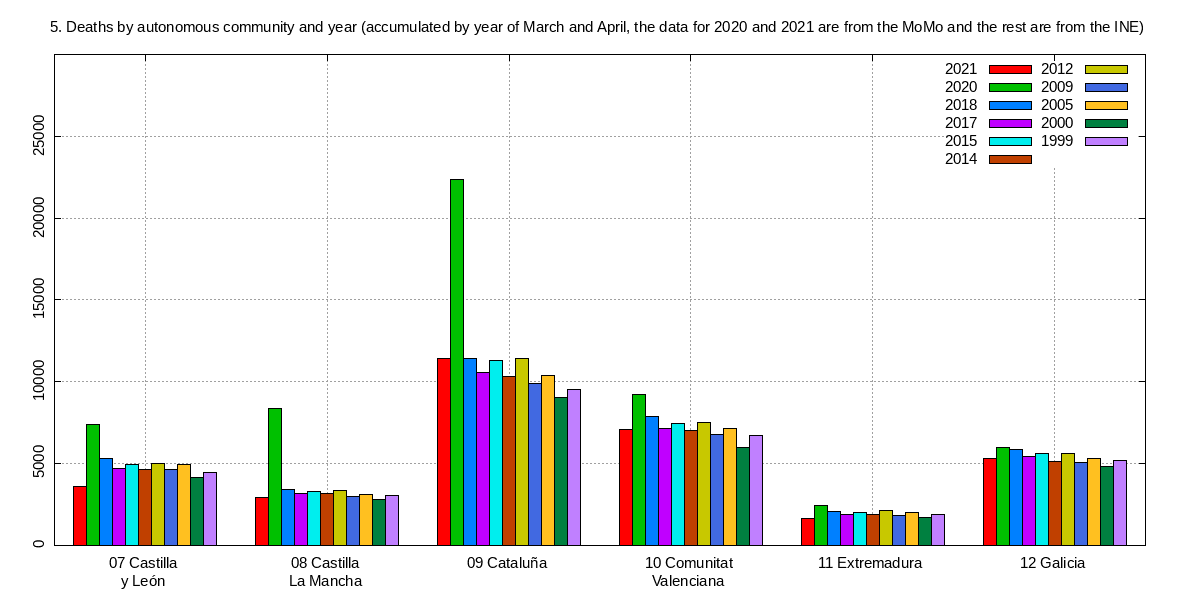 5. Deaths by autonomous community and year (accumulated by year of March and April, the data for 2020 and 2021 are from the MoMo and the rest are from the INE)
2021 2012
2020 2009
2018 2005
2017 2000
2015 1999
2014
25000
20000
15000
10000
5000
0
07 Castilla
y León
08 Castilla
La Mancha
09 Cataluña
10 Comunitat
Valenciana
11 Extremadura
12 Galicia